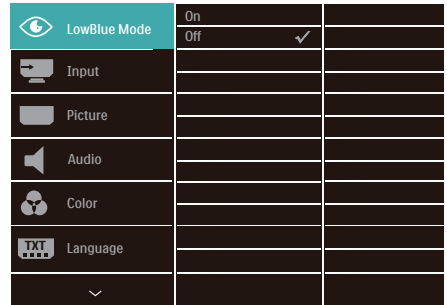 LowBlue Mode
On
Off
Input
Picture
Audio
Color
TXT
Language